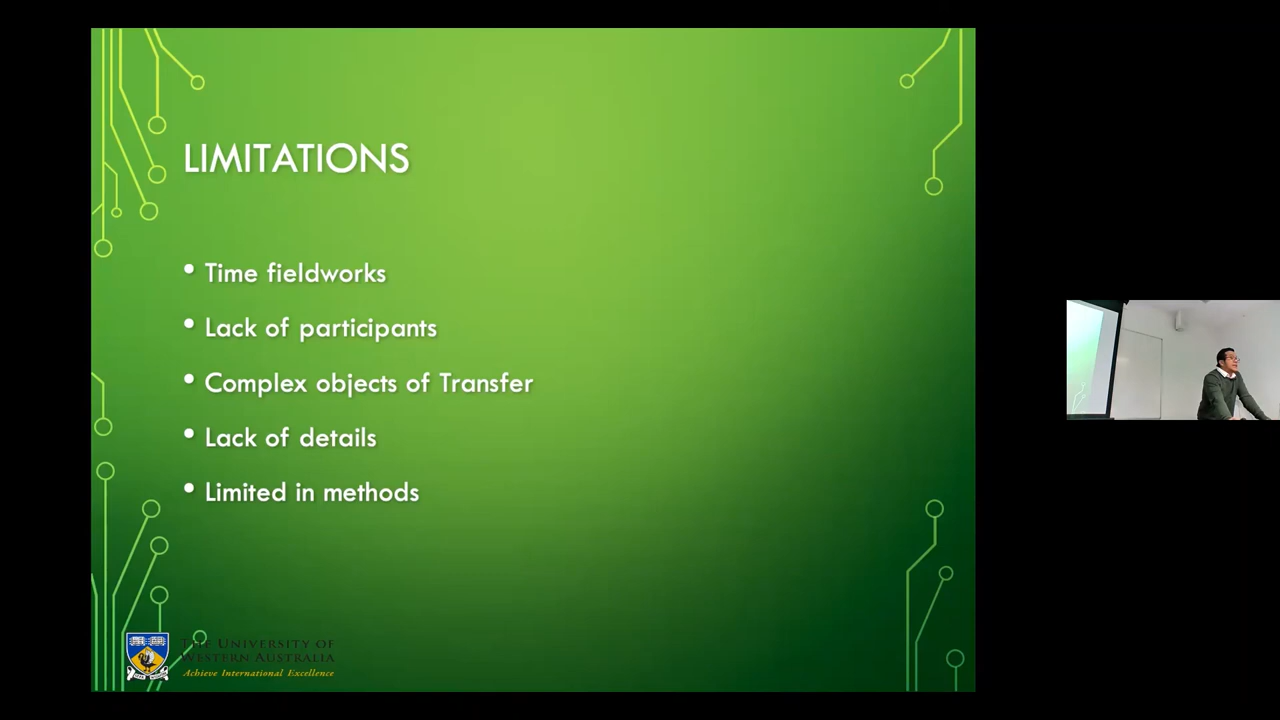 LIMITATIONS
• Time fieldworks
• Lack of participants
• Complex objects of Transfer
• Lack of details
• Limited in methods
THE UNIVERSITY OF
WESTERN AUSTRALIA
Achieve International Excellence